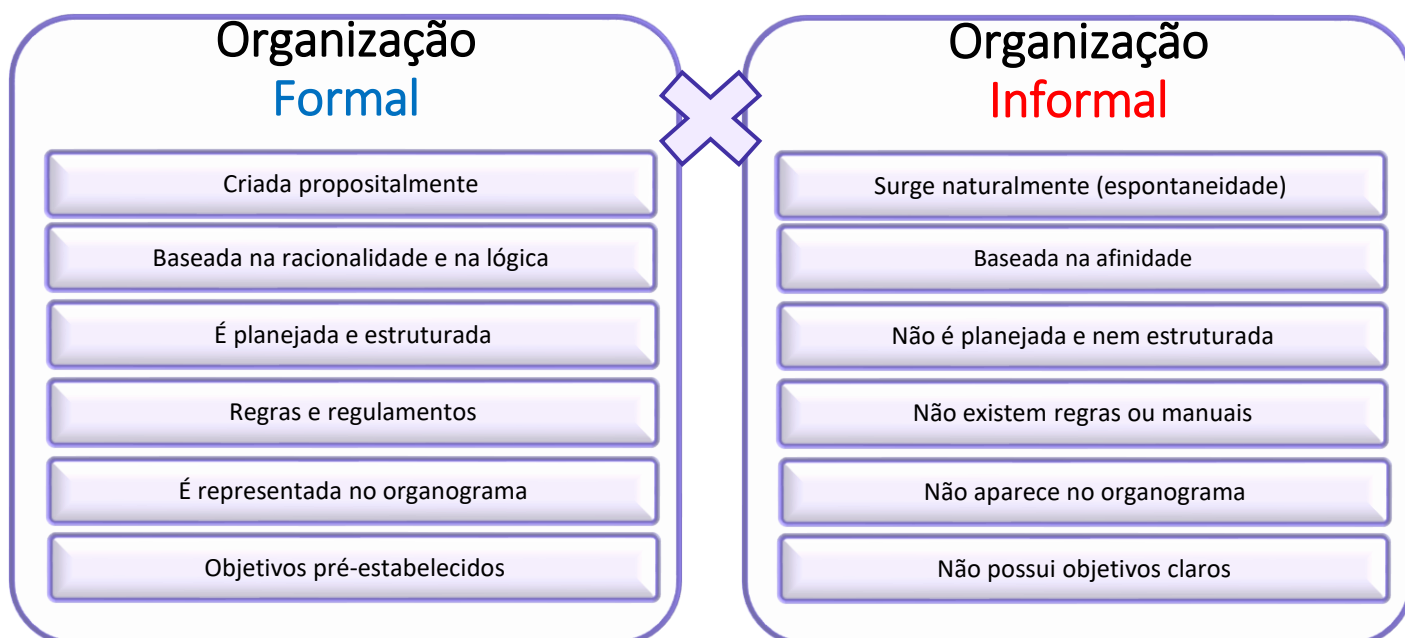 Organização
Formal
Criada propositalmente
Baseada na racionalidade e na lógica
É planejada e estruturada
Regras e regulamentos
É representada no organograma
Objetivos pré-estabelecidos
Organização
Informal
Surge naturalmente (espontaneidade)
Baseada na afinidade
Não é planejada e nem estruturada
Não existem regras ou manuais
Não aparece no organograma
Não possui objetivos claros